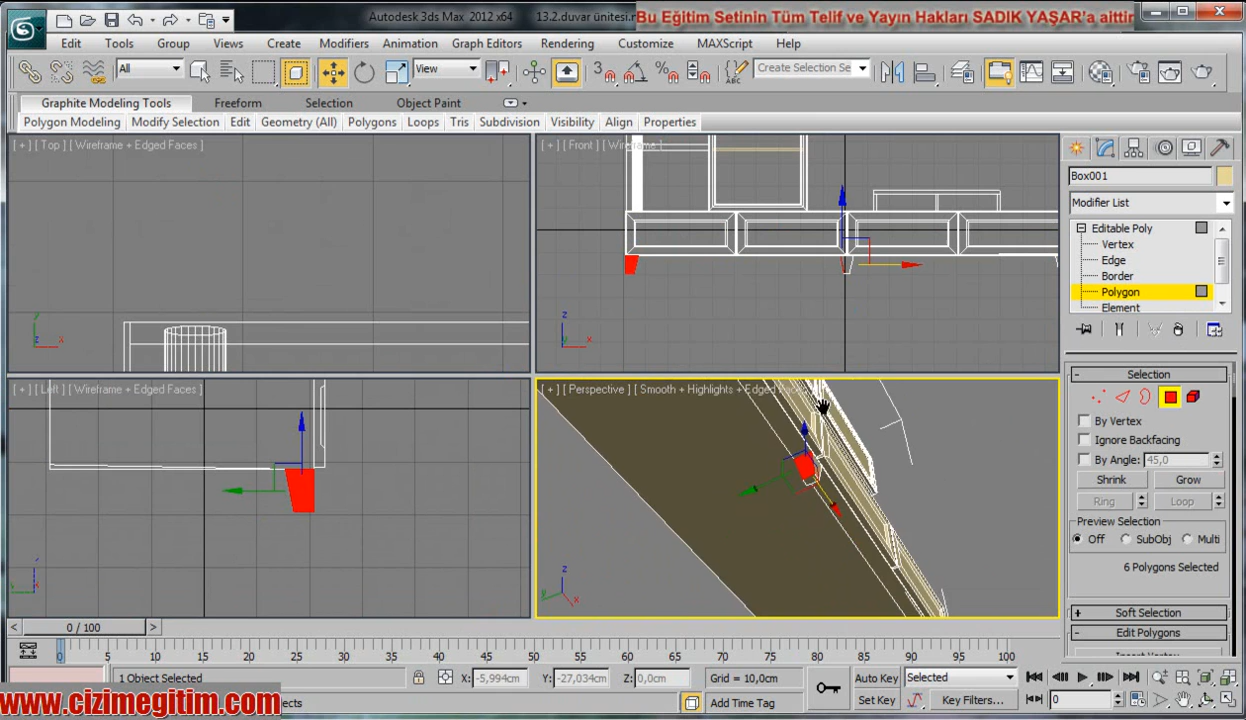 Autodesk 3ds Max 2012 x64 13.2.duvar ünitesi.
Bu Eğitim Setinin Tüm Telif ve Yayın Hakları SADIK YAŞAR'a aittir
Edit Tools Group Views Create Modifiers Animation Graph Editors Rendering Customize MAXScript Help
All View 3 Create Selection Se
Graphite Modeling Tools Freeform Selection Object Paint
Polygon Modeling Modify Selection Edit Geometry (All) Polygons Loops Tris Subdivision Visibility Align Properties
[ + ] [ Top ] [ Wireframe + Edged Faces ]
[ + ] [ Front ] [ Wireframe ]
Box001
Modifier List
Editable Poly
Vertex
Edge
Border
Polygon
Element
[ + ] [ Left ] [ Wireframe + Edged Faces ]
[ + ] [ Perspective ] [ Smooth + Highlights + Edged Faces ]
Selection
By Vertex
Ignore Backfacing
By Angle: 45,0
Shrink Grow
Ring Loop
Preview Selection
Off SubObj Multi
6 Polygons Selected
Soft Selection
Edit Polygons
Insert Vertex
z x y
< 0 / 100 >
0 5 10 15 20 25 30 35 40 45 50 55 60 65 70 75 80 85 90 95 100
1 Object Selected X: -5,994cm Y: -27,034cm Z: 0,0cm Grid = 10,0cm Auto Key Selected
Add Time Tag Set Key Key Filters... 0
www.cizimegitim.com